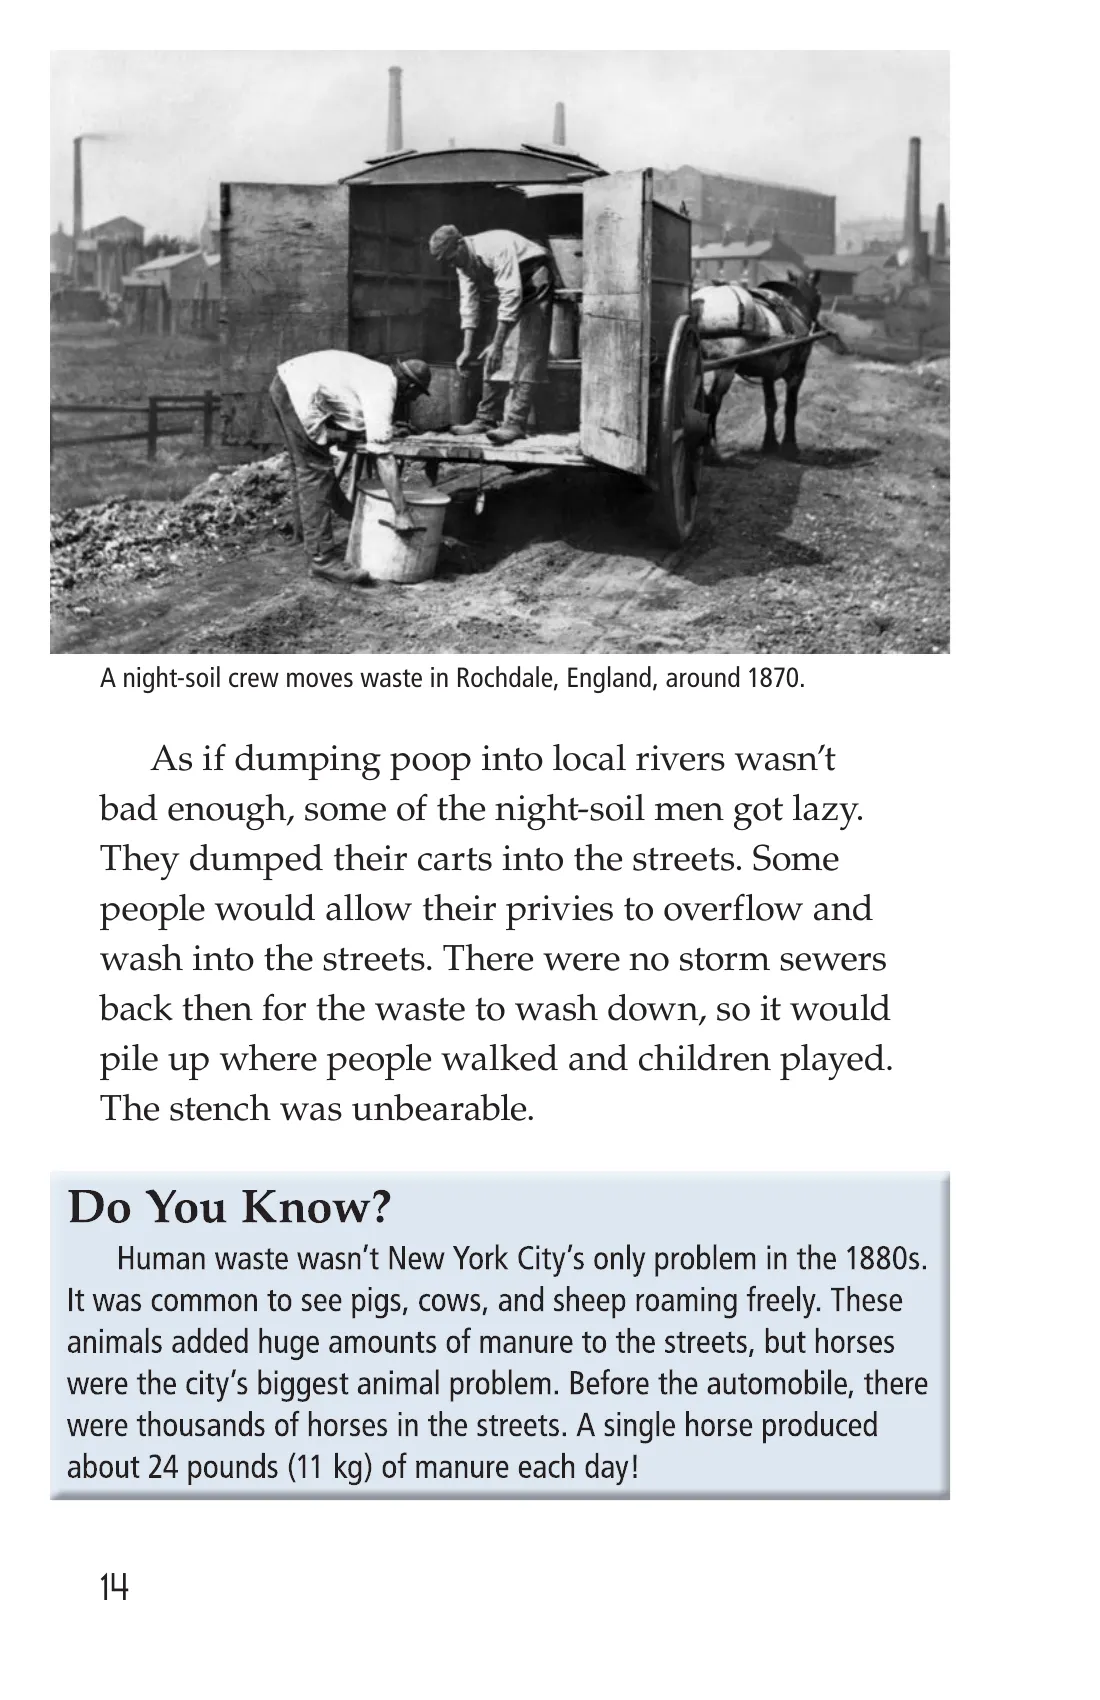 A night-soil crew moves waste in Rochdale, England, around 1870.
As if dumping poop into local rivers wasn’t
bad enough, some of the night-soil men got lazy.
They dumped their carts into the streets. Some
people would allow their privies to overflow and
wash into the streets. There were no storm sewers
back then for the waste to wash down, so it would
pile up where people walked and children played.
The stench was unbearable.
Do You Know?
Human waste wasn’t New York City’s only problem in the 1880s.
It was common to see pigs, cows, and sheep roaming freely. These
animals added huge amounts of manure to the streets, but horses
were the city’s biggest animal problem. Before the automobile, there
were thousands of horses in the streets. A single horse produced
about 24 pounds (11 kg) of manure each day!
14